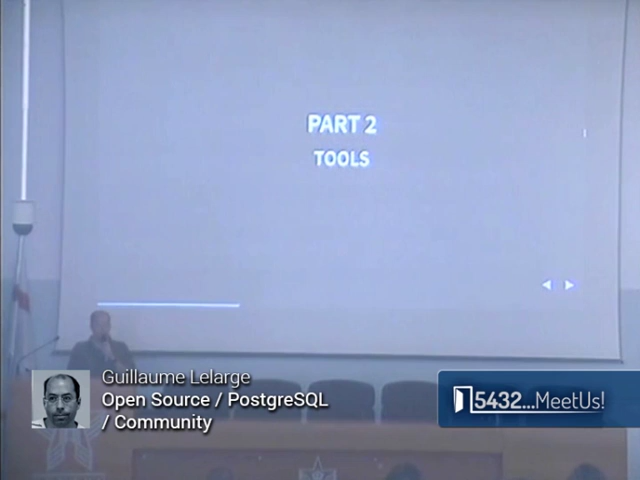 PART 2
TOOLS
Guillaume Lelarge
Open Source / PostgreSQL
/ Community
5432...MeetUs!